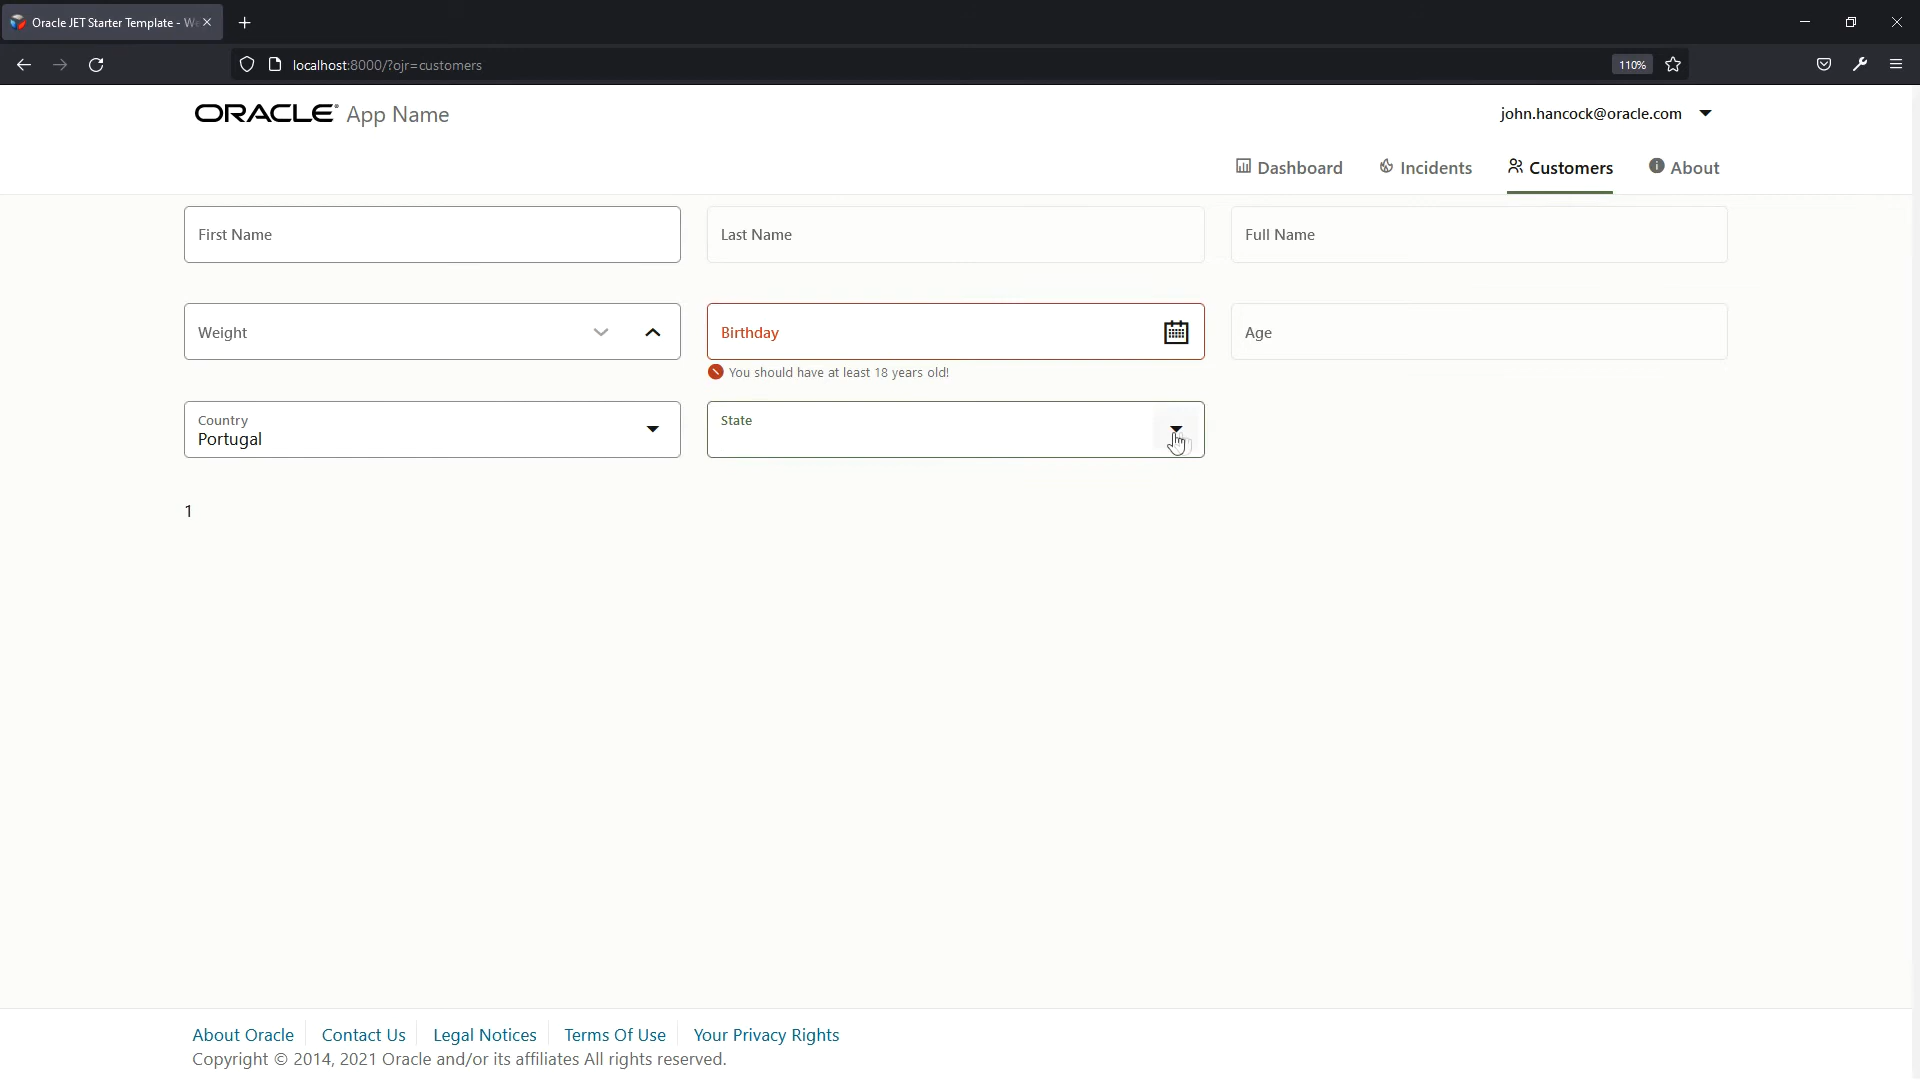 Oracle JET Starter Template - We
localhost:8000/?ojr=customers
110%
ORACLE® App Name
john.hancock@oracle.com
Dashboard
Incidents
Customers
About
First Name
Last Name
Full Name
Weight
Birthday
Age
You should have at least 18 years old!
Country
Portugal
State
1
About Oracle
Contact Us
Legal Notices
Terms Of Use
Your Privacy Rights
Copyright © 2014, 2021 Oracle and/or its affiliates All rights reserved.